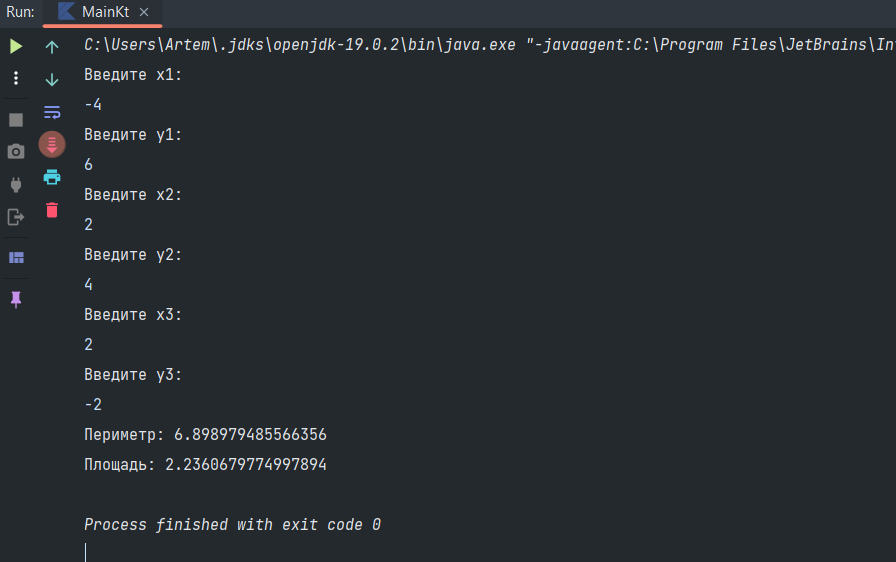 Run: MainKt
C:\Users\Artem\.jdks\openjdk-19.0.2\bin\java.exe "-javaagent:C:\Program Files\JetBrains\In
Введите x1:
-4
Введите y1:
6
Введите x2:
2
Введите y2:
4
Введите x3:
2
Введите y3:
-2
Периметр: 6.898979485566356
Площадь: 2.2360679774997894
Process finished with exit code 0